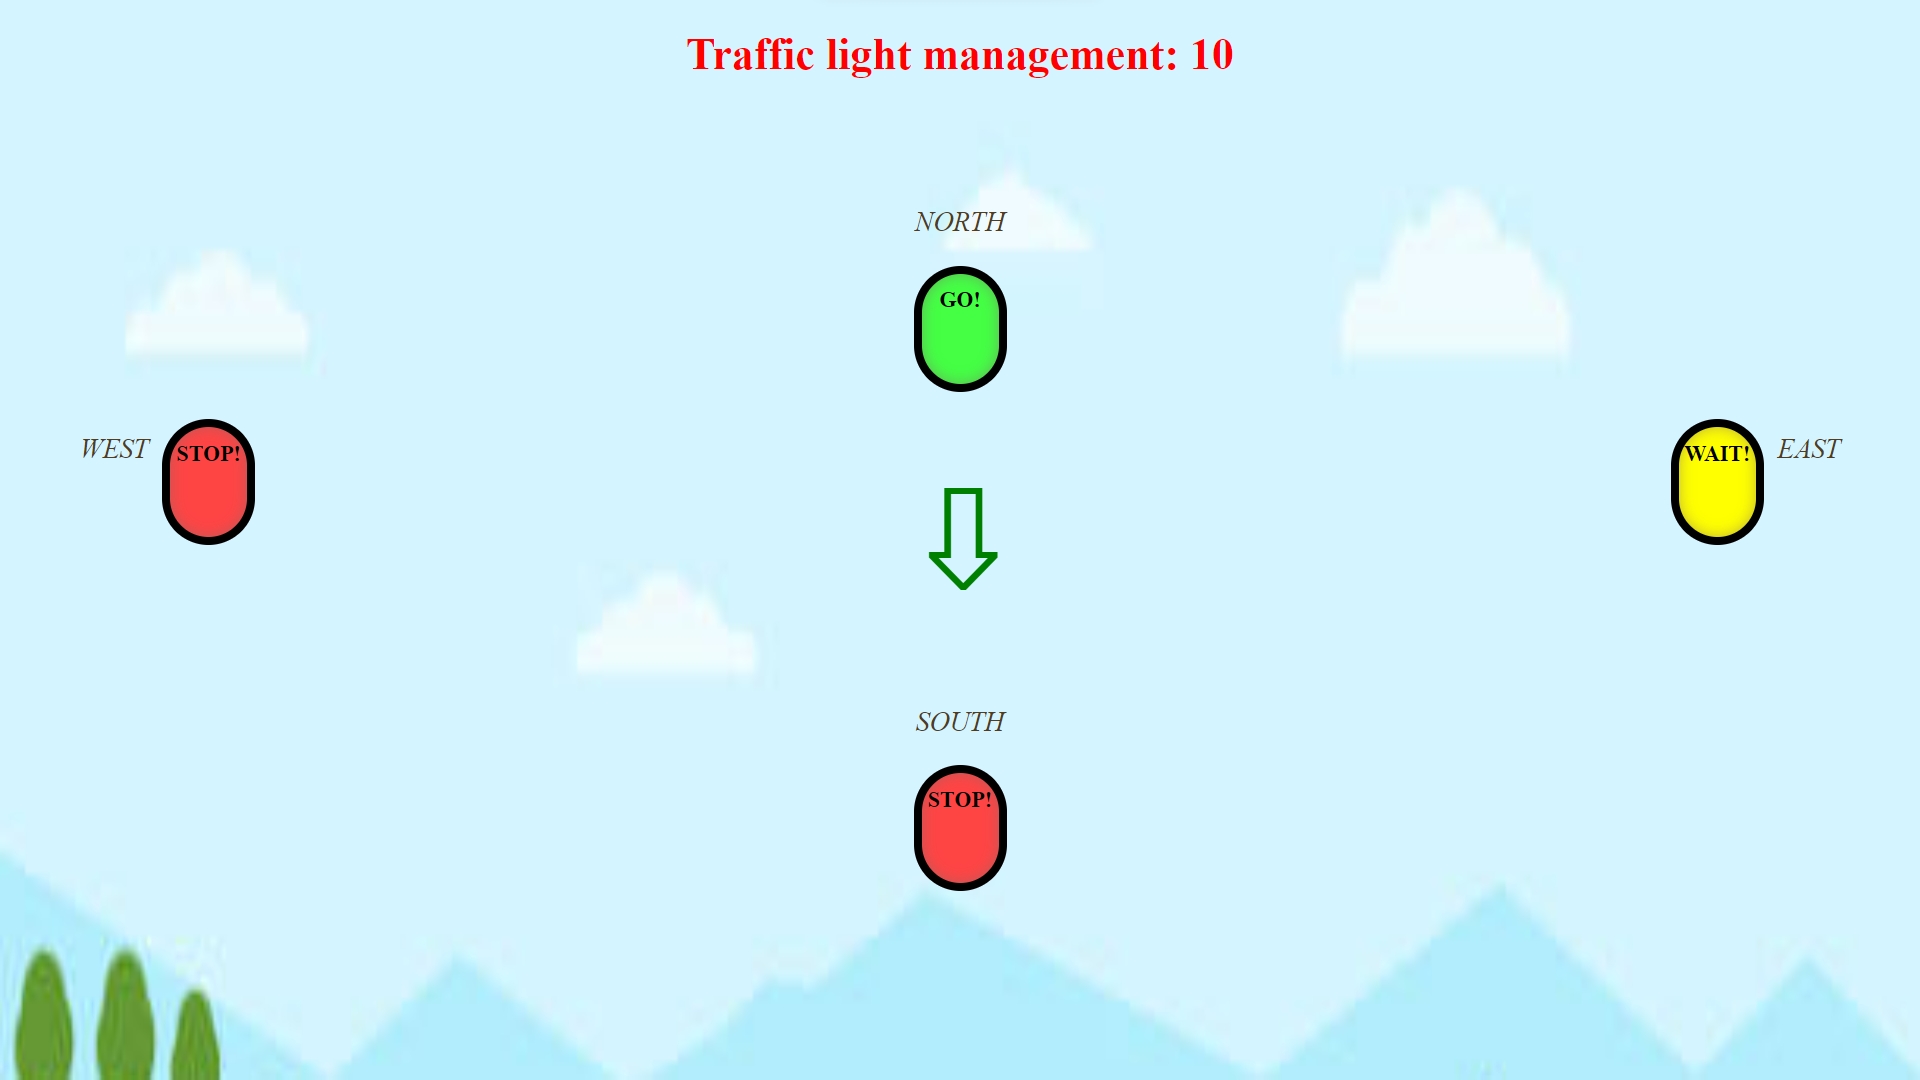 Traffic light management: 10
NORTH
GO!
WEST
STOP!
WAIT!
EAST
SOUTH
STOP!